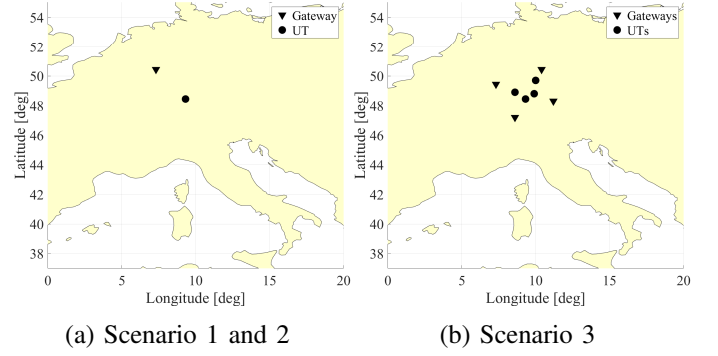 Gateway
UT
54
52
50
48
46
44
42
40
38
Latitude [deg]
0
5
10
15
20
Longitude [deg]
(a) Scenario 1 and 2
Gateways
UTs
54
52
50
48
46
44
42
40
38
Latitude [deg]
0
5
10
15
20
Longitude [deg]
(b) Scenario 3